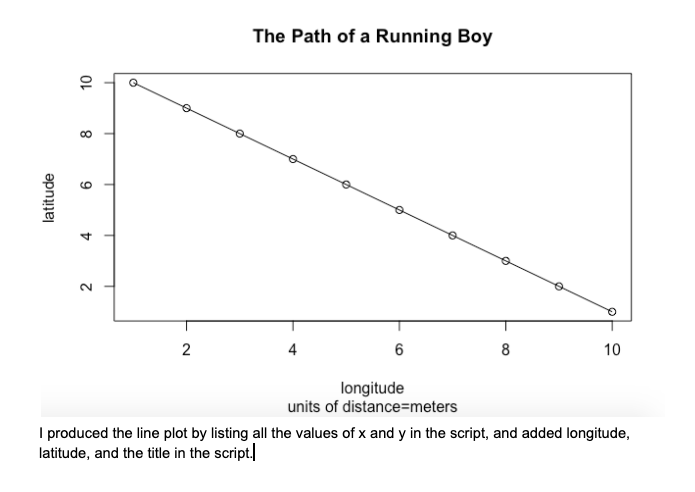 The Path of a Running Boy
10
8
6
4
2
latitude
2 4 6 8 10
longitude
units of distance=meters
I produced the line plot by listing all the values of x and y in the script, and added longitude,
latitude, and the title in the script.